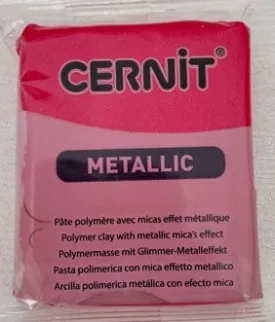 CERNIT®
METALLIC
Pâte polymère avec micas effet métallique
Polymer clay with metallic mica's effect
Polymermasse mit Glimmer-Metalleffekt
Pasta polimerica con mica effetto metallico
Arcilla polimerica metálica con efecto mica